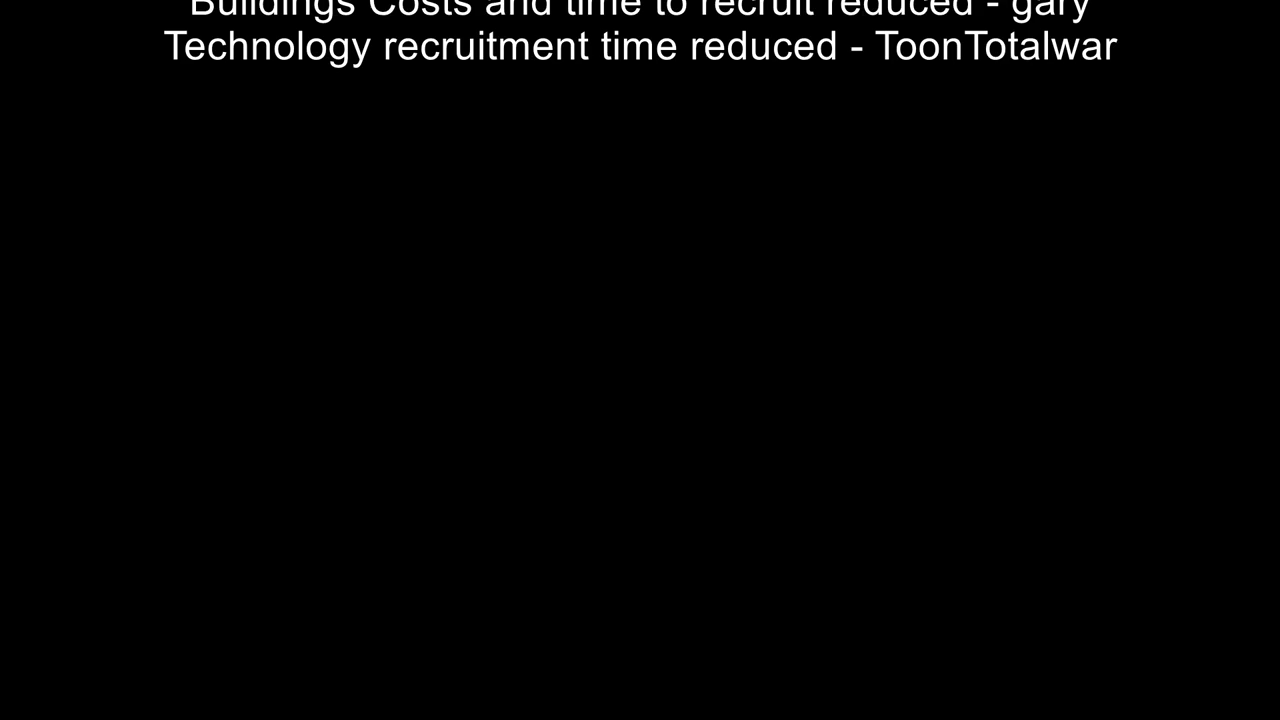 Buildings Costs and time to recruit reduced - gary
Technology recruitment time reduced - ToonTotalwar